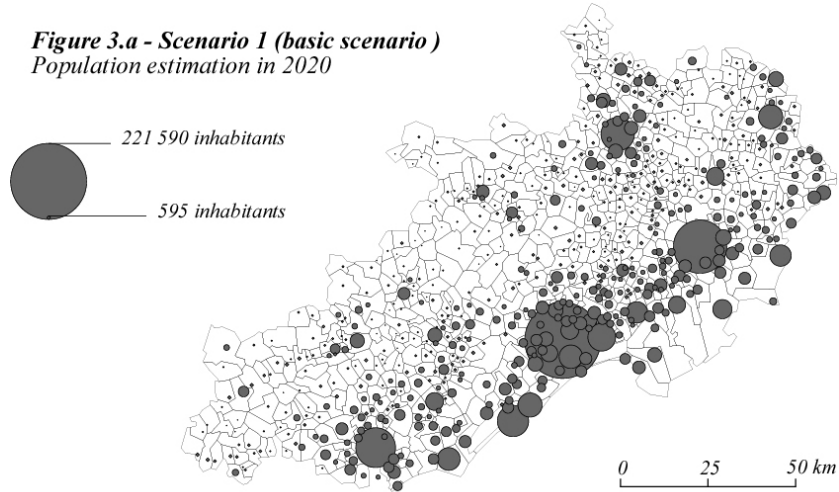 Figure 3.a - Scenario 1 (basic scenario )
Population estimation in 2020
221 590 inhabitants
595 inhabitants
0 25 50 km